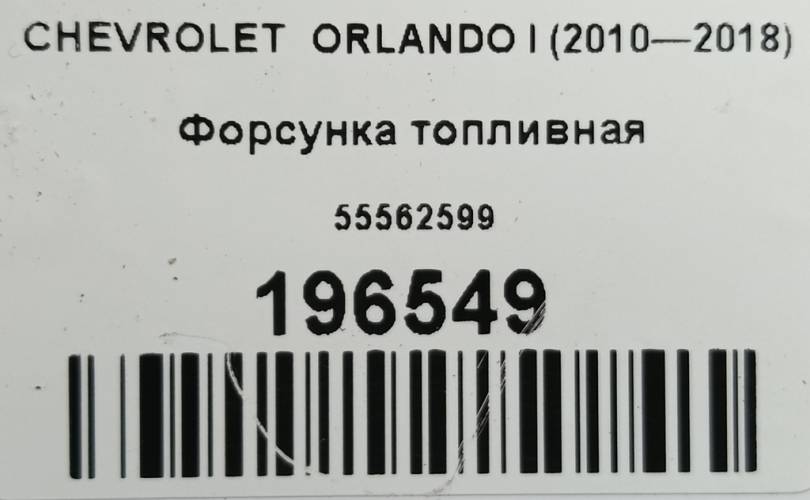 CHEVROLET ORLANDO I (2010—2018)
Форсунка топливная
55562599
196549